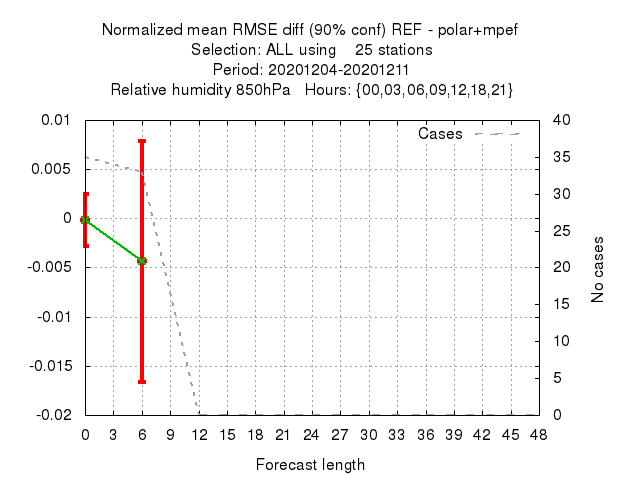 Normalized mean RMSE diff (90% conf) REF - polar+mpef
Selection: ALL using    25 stations
Period: 20201204-20201211
Relative humidity 850hPa   Hours: {00,03,06,09,12,18,21}
0.01
0.005
0
-0.005
-0.01
-0.015
-0.02
Cases
40
35
30
25
20
15
10
5
0
No cases
0 3 6 9 12 15 18 21 24 27 30 33 36 39 42 45 48
Forecast length